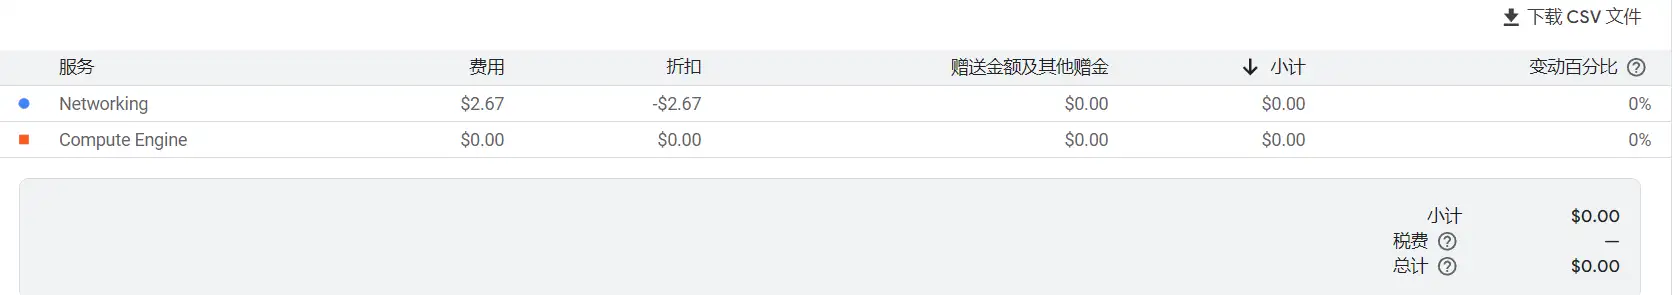 下载 CSV 文件
服务 费用 折扣 赠送金额及其他赠金 小计 变动百分比
Networking $2.67 -$2.67 $0.00 $0.00 0%
Compute Engine $0.00 $0.00 $0.00 $0.00 0%
小计 $0.00
税费 —
总计 $0.00